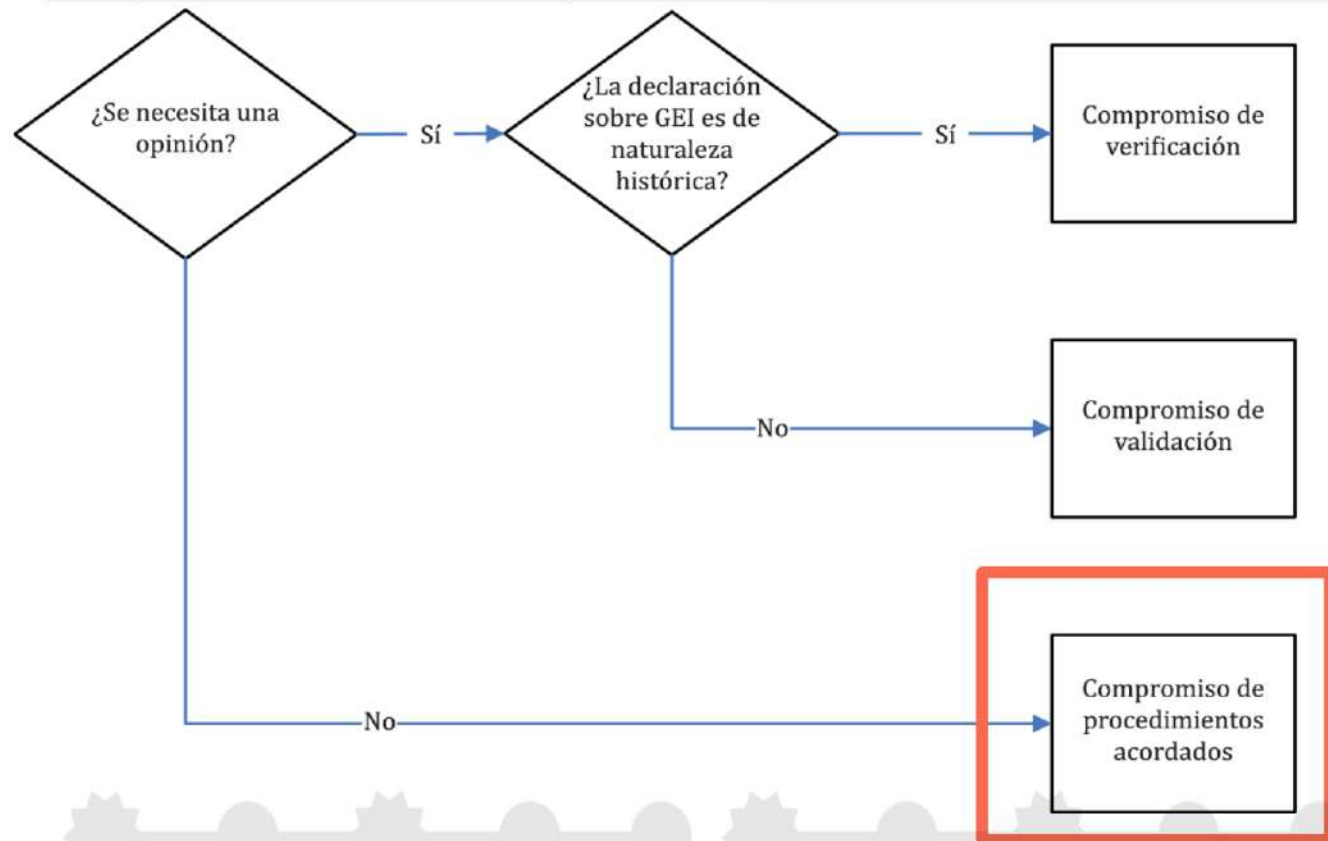 ¿Se necesita una
opinión?
Sí
¿La declaración
sobre GEI es de
naturaleza
histórica?
Sí
Compromiso de
verificación
No
Compromiso de
validación
No
Compromiso de
procedimientos
acordados